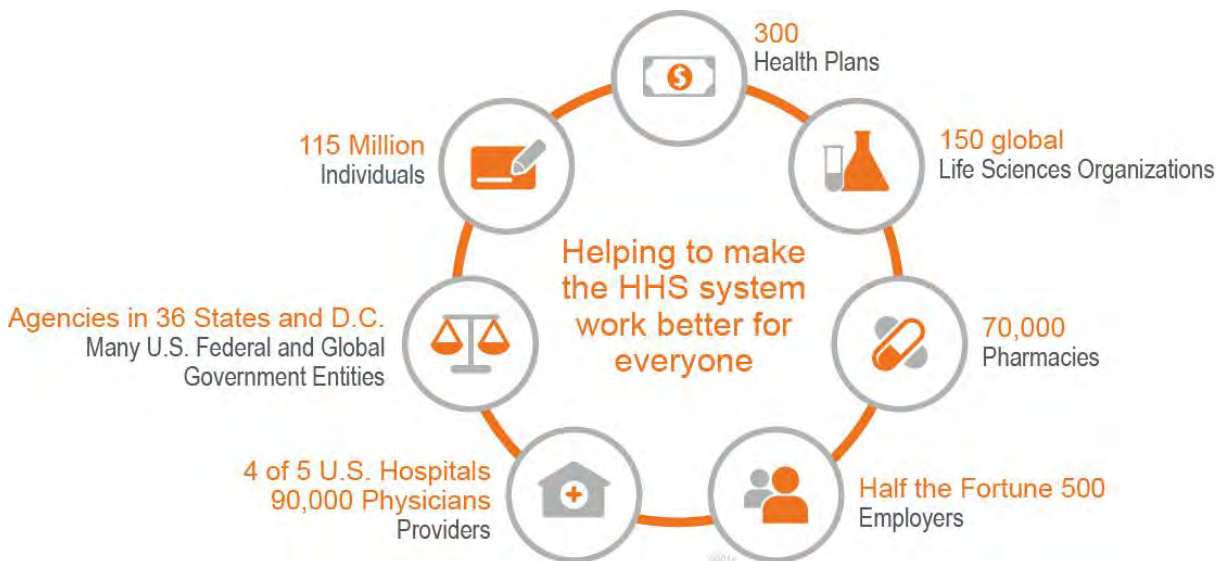 300
Health Plans
150 global
Life Sciences Organizations
70,000
Pharmacies
Half the Fortune 500
Employers
4 of 5 U.S. Hospitals
90,000 Physicians
Providers
Agencies in 36 States and D.C.
Many U.S. Federal and Global
Government Entities
115 Million
Individuals
Helping to make
the HHS system
work better for
everyone